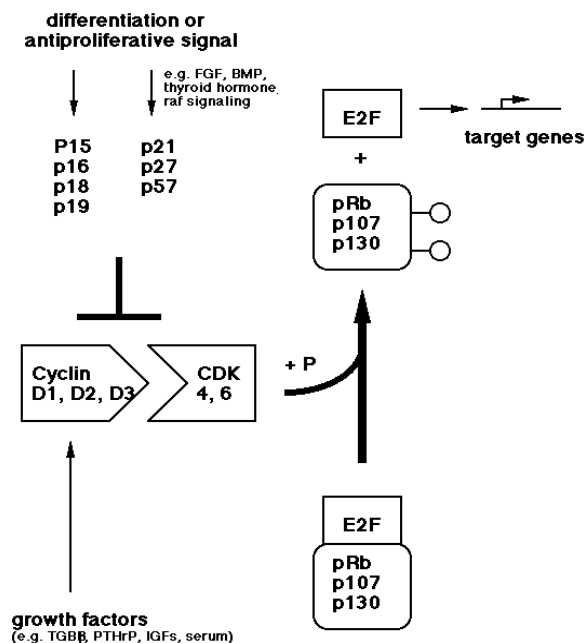 differentiation or
antiproliferative signal
e.g. FGF, BMP,
thyroid hormone,
raf signaling
P15
p16
p18
p19
p21
p27
p57
E2F
target genes
+
pRb
p107
p130
Cyclin
D1, D2, D3
CDK
4, 6
+ P
E2F
pRb
p107
p130
growth factors
(e.g. TGBβ, PTHrP, IGFs, serum)